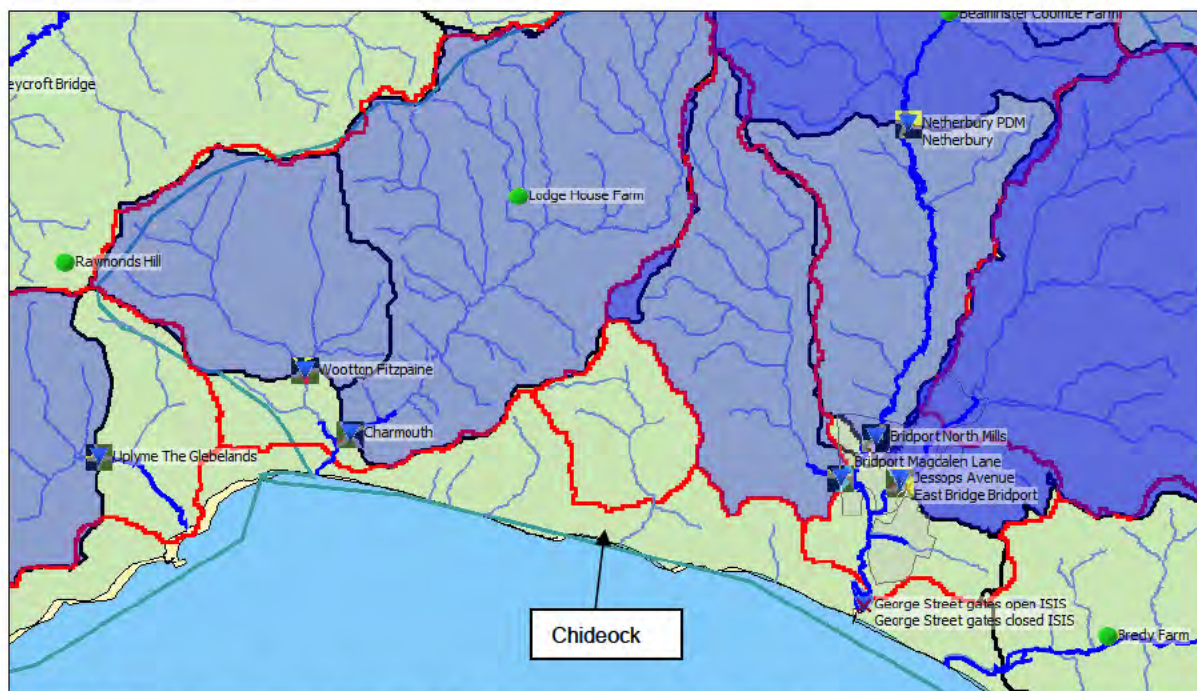 Beaminster Coombe Farm
eycroft Bridge
Netherbury PDM
Netherbury
Lodge House Farm
Raymonds Hill
Wootton Fitzpaine
Charmouth
Uplyme The Glebelands
Bridport North Mills
Bridport Magdalen Lane
Jessops Avenue
East Bridge Bridport
George Street gates open ISIS
George Street gates closed ISIS
Chideock
Bredy Farm